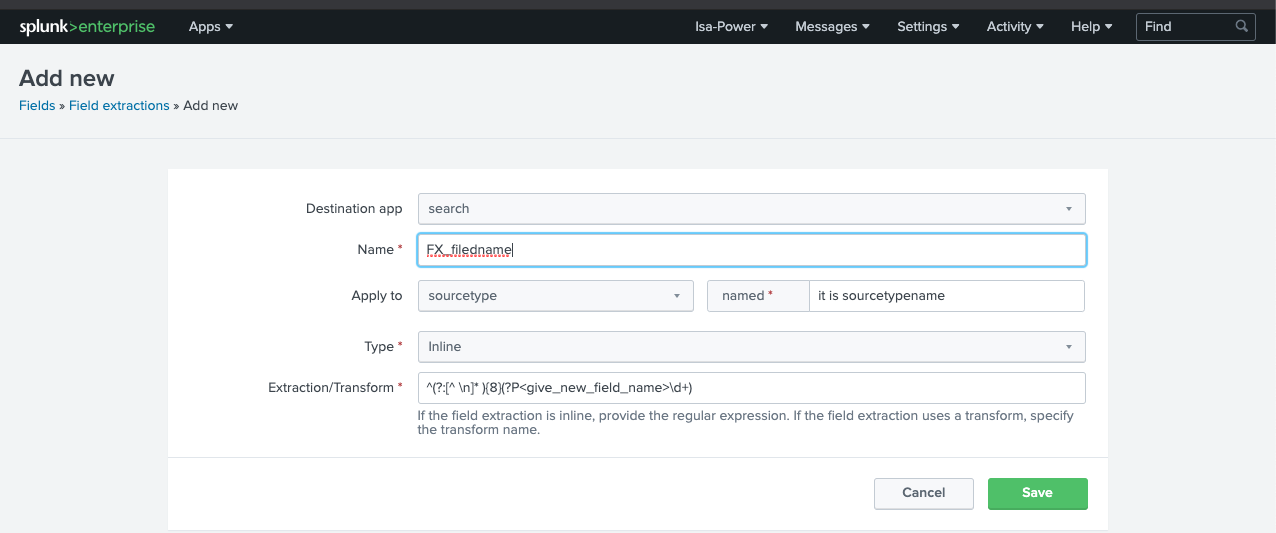 splunk>enterprise Apps Isa-Power Messages Settings Activity Help Find
Add new
Fields » Field extractions » Add new
Destination app search
Name * FX_filedname
Apply to sourcetype named * it is sourcetypename
Type * Inline
Extraction/Transform * ^(?:[^ \n]* ){8}(?P<give_new_field_name>\d+)
If the field extraction is inline, provide the regular expression. If the field extraction uses a transform, specify
the transform name.
Cancel Save